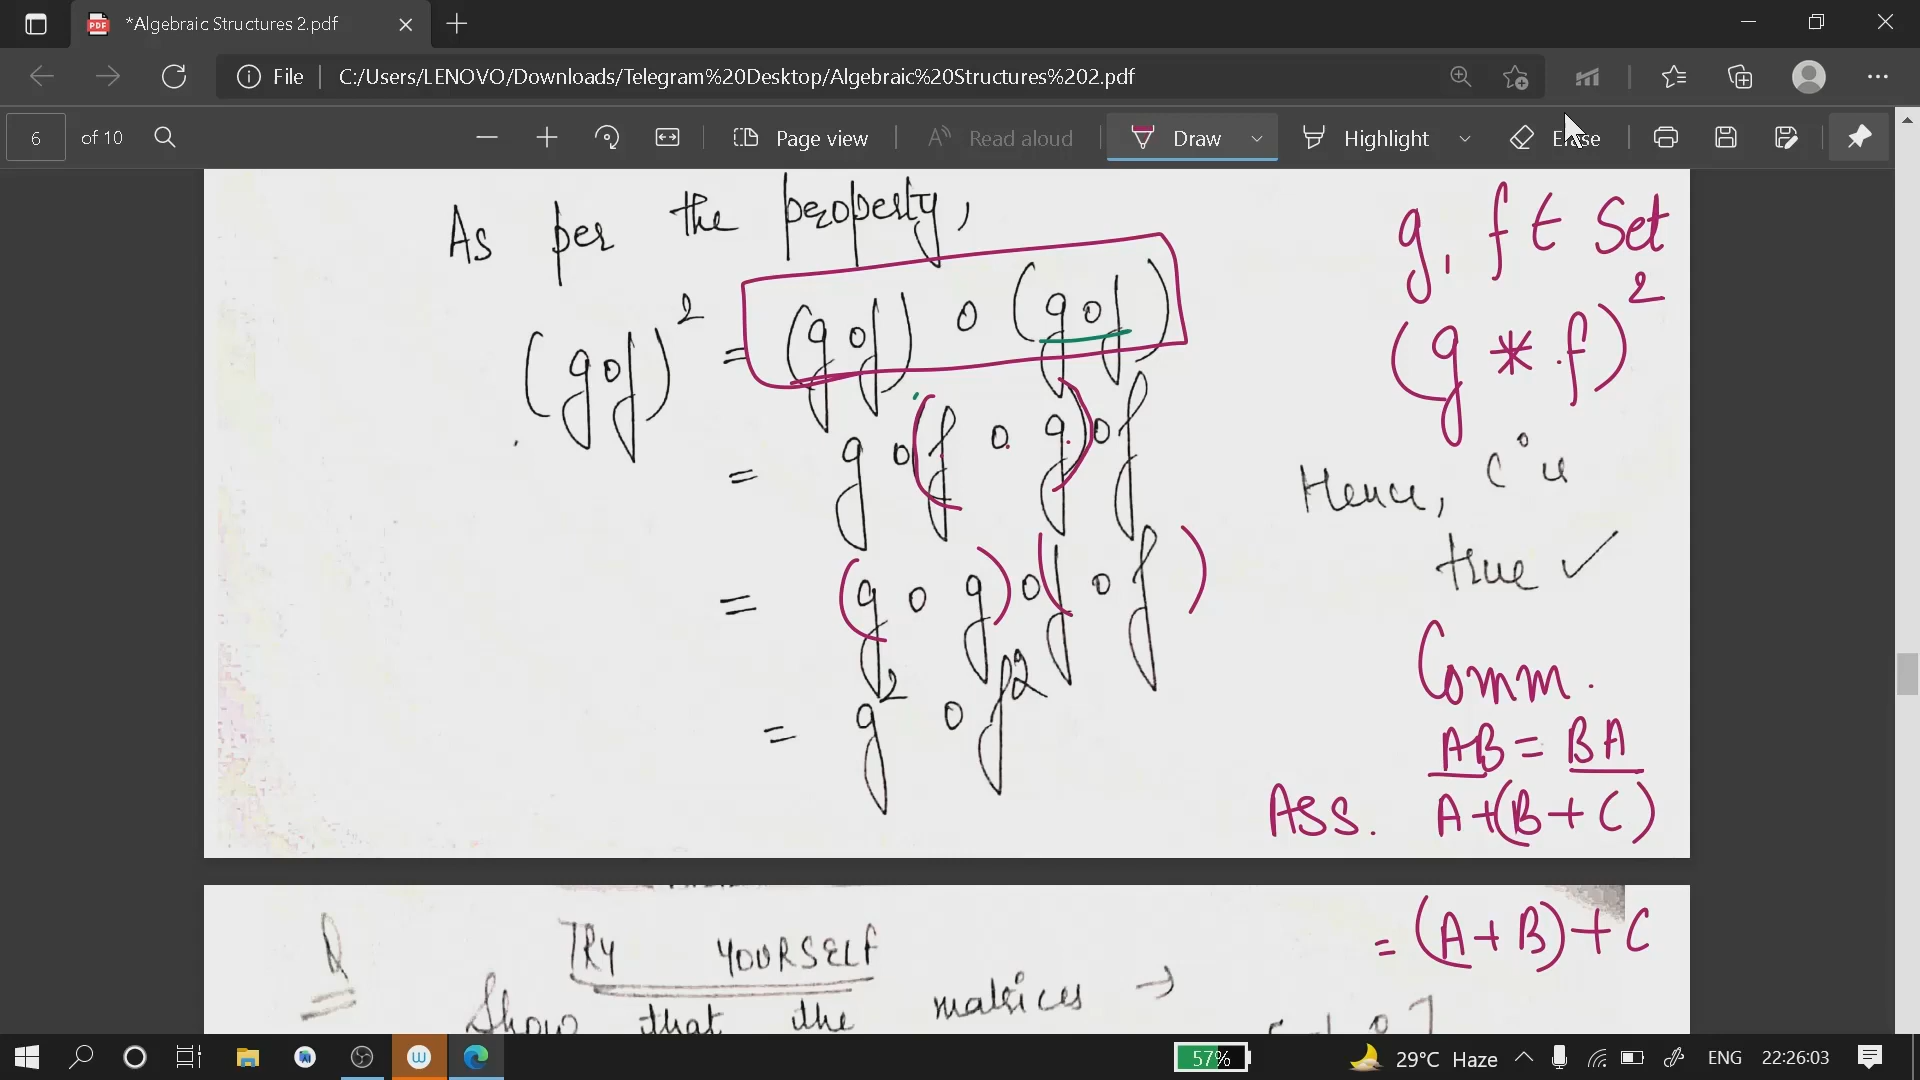 *Algebraic Structures 2.pdf
File
C:/Users/LENOVO/Downloads/Telegram%20Desktop/Algebraic%20Structures%202.pdf
6 of 10
Page view
Read aloud
Draw
Highlight
Erase
As per the property,
(gof)² = (gof) o (gof)
= g o (f o g) o f
= (g o g) o (f o f)
= g² o f²
g, f ∈ Set
(g * f)²
Hence, 'c' is
true ✓
Comm.
AB = BA
Ass. A+(B+C)
= (A+B)+C
Q TRY YOURSELF
Show that the matrices →
57%
29°C Haze
ENG
22:26:03